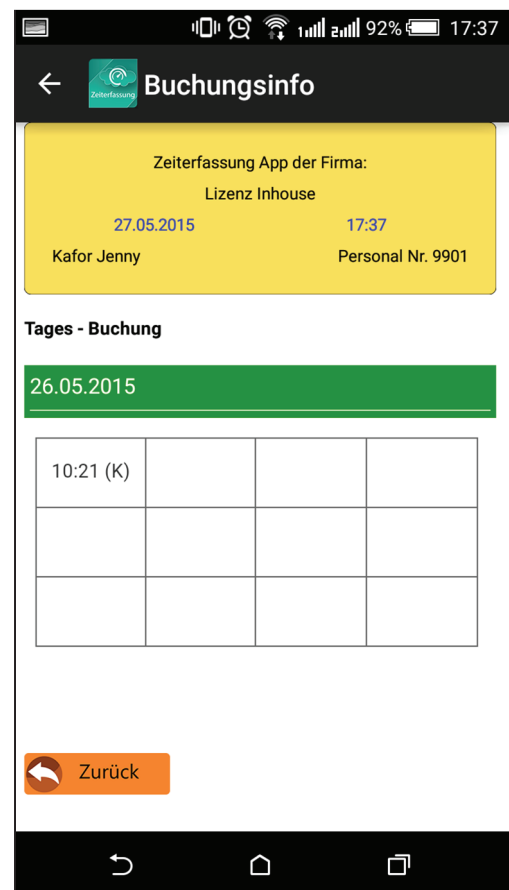 92% 17:37
Zeiterfassung Buchungsinfo
Zeiterfassung App der Firma:
Lizenz Inhouse
27.05.2015 17:37
Kafor Jenny Personal Nr. 9901
Tages - Buchung
26.05.2015
10:21 (K)
Zurück